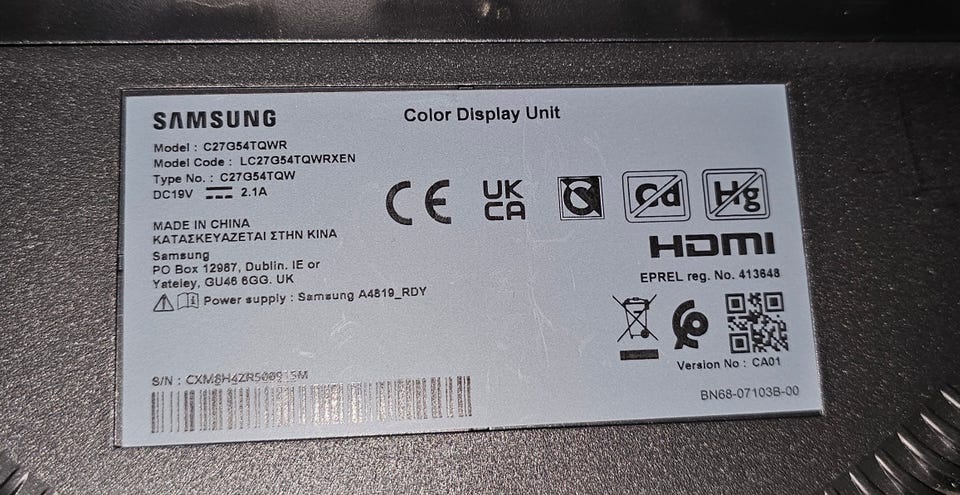 SAMSUNG
Color Display Unit
Model : C27G54TQWR
Model Code : LC27G54TQWRXEN
Type No. : C27G54TQW
DC19V ⎓ 2.1A
CE
UK
CA
Cd
Hg
MADE IN CHINA
ΚΑΤΑΣΚΕΥΑΖΕΤΑΙ ΣΤΗΝ ΚΙΝΑ
Samsung
PO Box 12987, Dublin. IE or
Yateley, GU46 6GG. UK
Power supply : Samsung A4819_RDY
HDMI
EPREL reg. No. 413648
Version No : CA01
S/N :
BN68-07103B-00